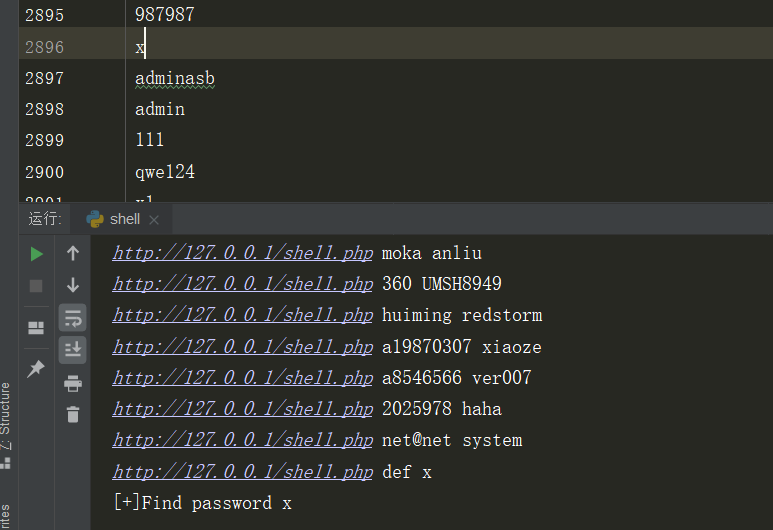 2895 987987
2896 x
2897 adminasb
2898 admin
2899 111
2900 qwe124
2901 x1
运行: shell
http://127.0.0.1/shell.php moka anliu
http://127.0.0.1/shell.php 360 UMSH8949
http://127.0.0.1/shell.php huiming redstorm
http://127.0.0.1/shell.php a19870307 xiaoze
http://127.0.0.1/shell.php a8546566 ver007
http://127.0.0.1/shell.php 2025978 haha
http://127.0.0.1/shell.php net@net system
http://127.0.0.1/shell.php def x
[+]Find password x
Z: Structure
rites